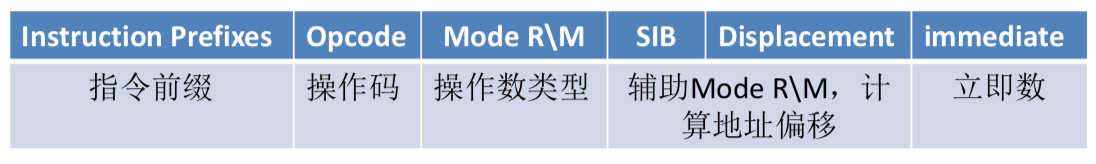 Instruction Prefixes Opcode Mode R\M SIB Displacement immediate
指令前缀 操作码 操作数类型 辅助Mode R\M，计 立即数
算地址偏移